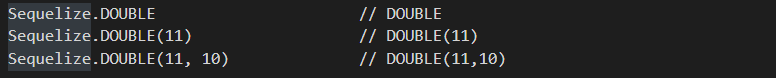 Sequelize.DOUBLE // DOUBLE
Sequelize.DOUBLE(11) // DOUBLE(11)
Sequelize.DOUBLE(11, 10) // DOUBLE(11,10)